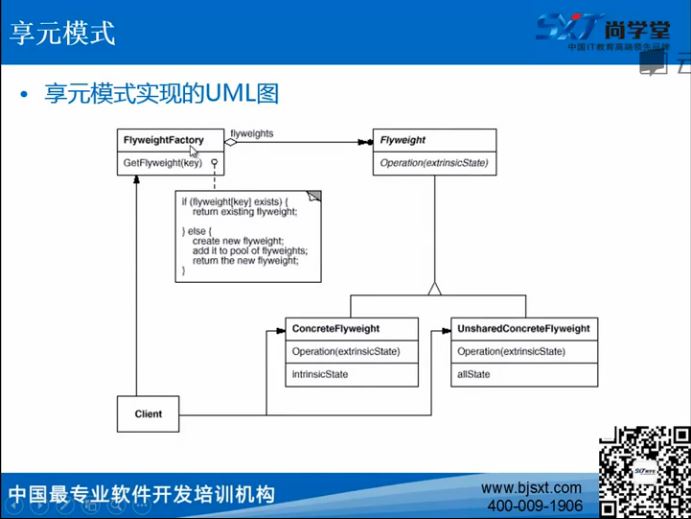 享元模式
SXT 尚学堂
中国IT教育高端领先品牌
云
• 享元模式实现的UML图
FlyweightFactory
flyweights
Flyweight
GetFlyweight(key)
Operation(extrinsicState)
if (flyweight[key] exists) {
return existing flyweight;
} else {
create new flyweight;
add it to pool of flyweights;
return the new flyweight;
}
ConcreteFlyweight
UnsharedConcreteFlyweight
Operation(extrinsicState)
Operation(extrinsicState)
intrinsicState
allState
Client
中国最专业软件开发培训机构
www.bjsxt.com
400-009-1906